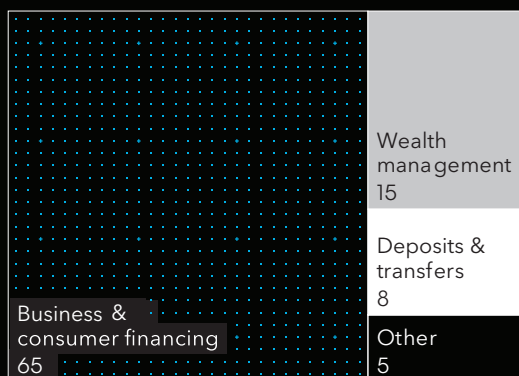 Wealth
management
15
Deposits &
transfers
8
Business &
consumer financing
65
Other
5